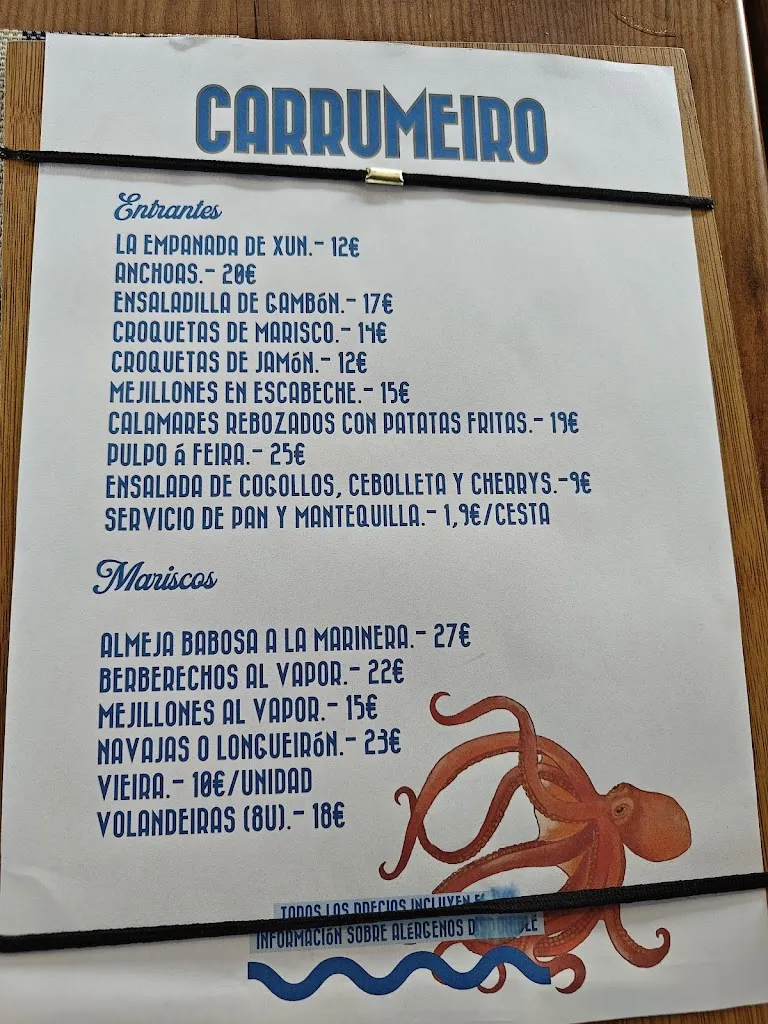 CARRUMEIRO
Entrantes
LA EMPANADA DE XUN.- 12€
ANCHOAS.- 20€
ENSALADILLA DE GAMBÓN.- 17€
CROQUETAS DE MARISCO.- 14€
CROQUETAS DE JAMÓN.- 12€
MEJILLONES EN ESCABECHE.- 15€
CALAMARES REBOZADOS CON PATATAS FRITAS.- 19€
PULPO á FEIRA.- 25€
ENSALADA DE COGOLLOS, CEBOLLETA Y CHERRYS.-9€
SERVICIO DE PAN Y MANTEQUILLA.- 1,9€/CESTA
Mariscos
ALMEJA BABOSA A LA MARINERA.- 27€
BERBERECHOS AL VAPOR.- 22€
MEJILLONES AL VAPOR.- 15€
NAVAJAS O LONGUEIRÓN.- 23€
VIEIRA.- 10€/UNIDAD
VOLANDEIRAS (8U).- 18€
TODOS LOS PRECIOS INCLUYEN
INFORMACIÓN SOBRE ALÉRGENOS